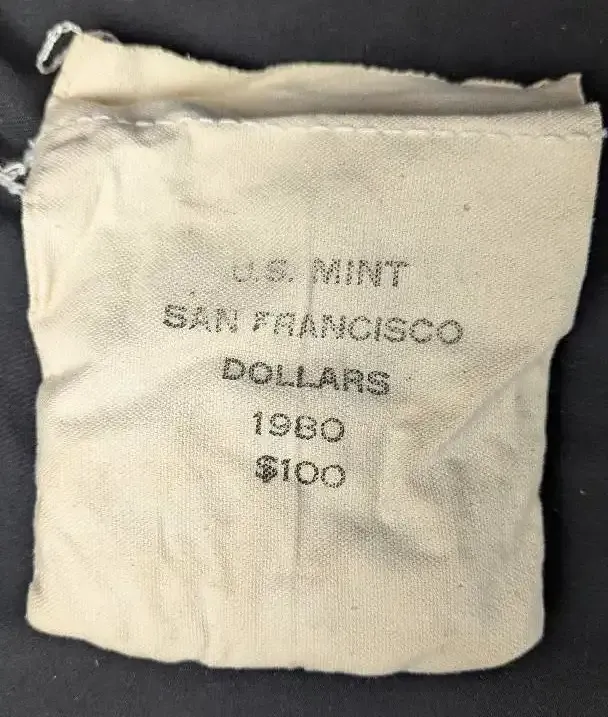 U.S. MINT
SAN FRANCISCO
DOLLARS
1980
$100